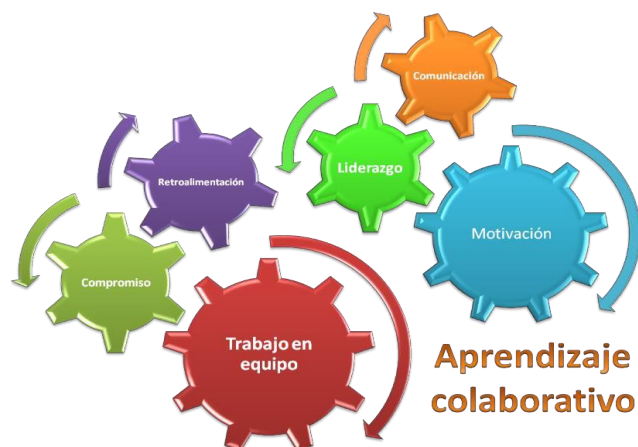 Comunicación
Liderazgo
Retroalimentación
Motivación
Compromiso
Trabajo en
equipo
Aprendizaje
colaborativo